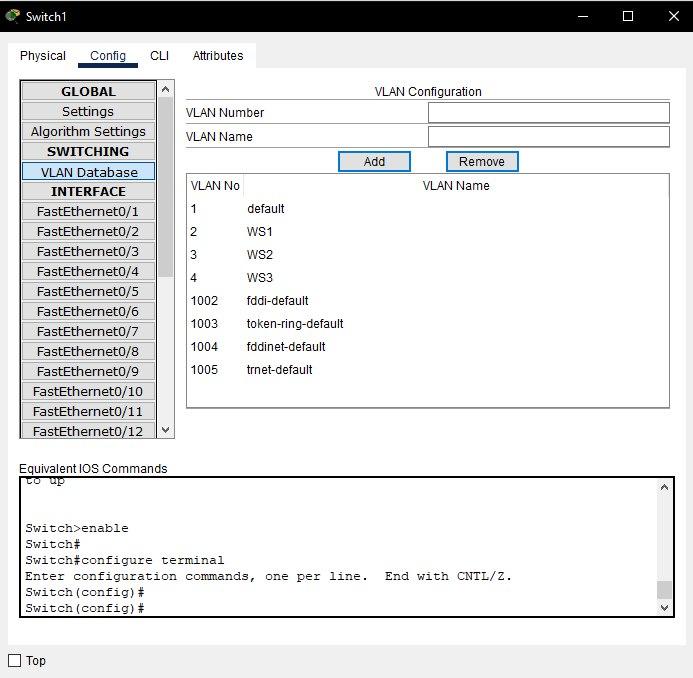 Switch1
Physical Config CLI Attributes
GLOBAL
Settings
Algorithm Settings
SWITCHING
VLAN Database
INTERFACE
FastEthernet0/1
FastEthernet0/2
FastEthernet0/3
FastEthernet0/4
FastEthernet0/5
FastEthernet0/6
FastEthernet0/7
FastEthernet0/8
FastEthernet0/9
FastEthernet0/10
FastEthernet0/11
FastEthernet0/12
VLAN Configuration
VLAN Number
VLAN Name
Add Remove
VLAN No VLAN Name
1 default
2 WS1
3 WS2
4 WS3
1002 fddi-default
1003 token-ring-default
1004 fddinet-default
1005 trnet-default
Equivalent IOS Commands
to up
Switch>enable
Switch#
Switch#configure terminal
Enter configuration commands, one per line. End with CNTL/Z.
Switch(config)#
Switch(config)#
Top